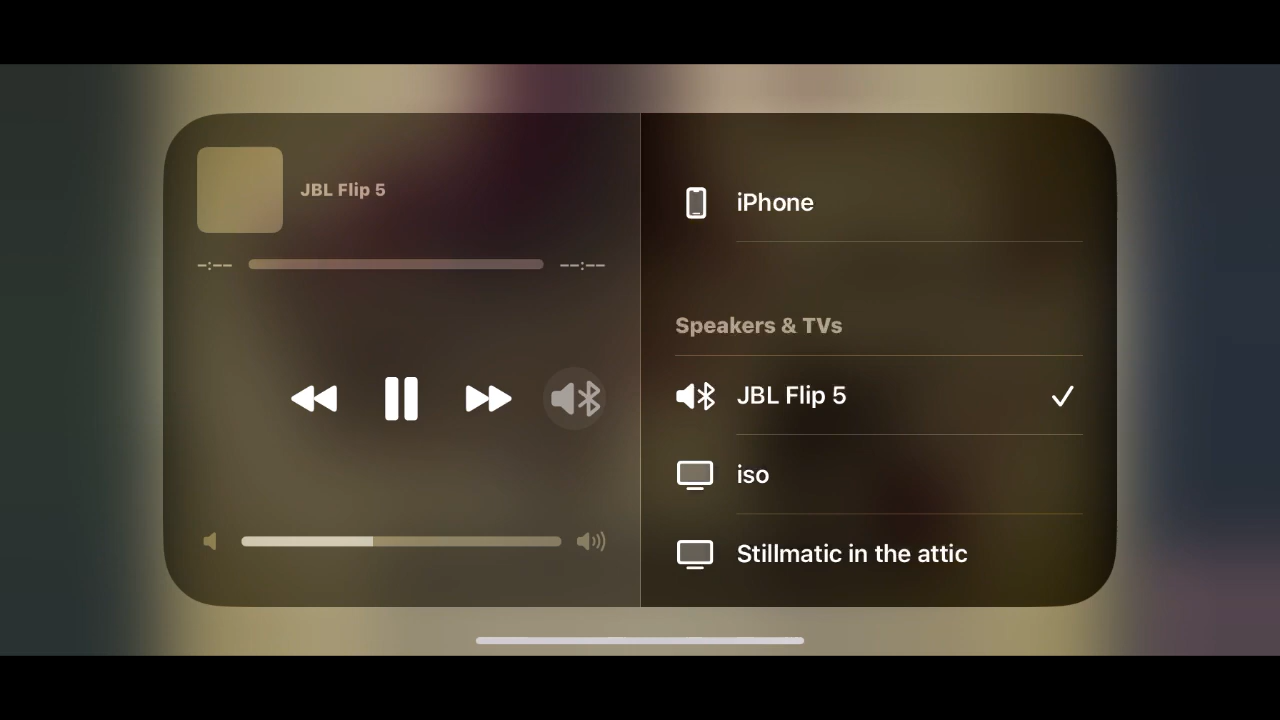 JBL Flip 5
–:–– ––:––
iPhone
Speakers & TVs
JBL Flip 5
iso
Stillmatic in the attic